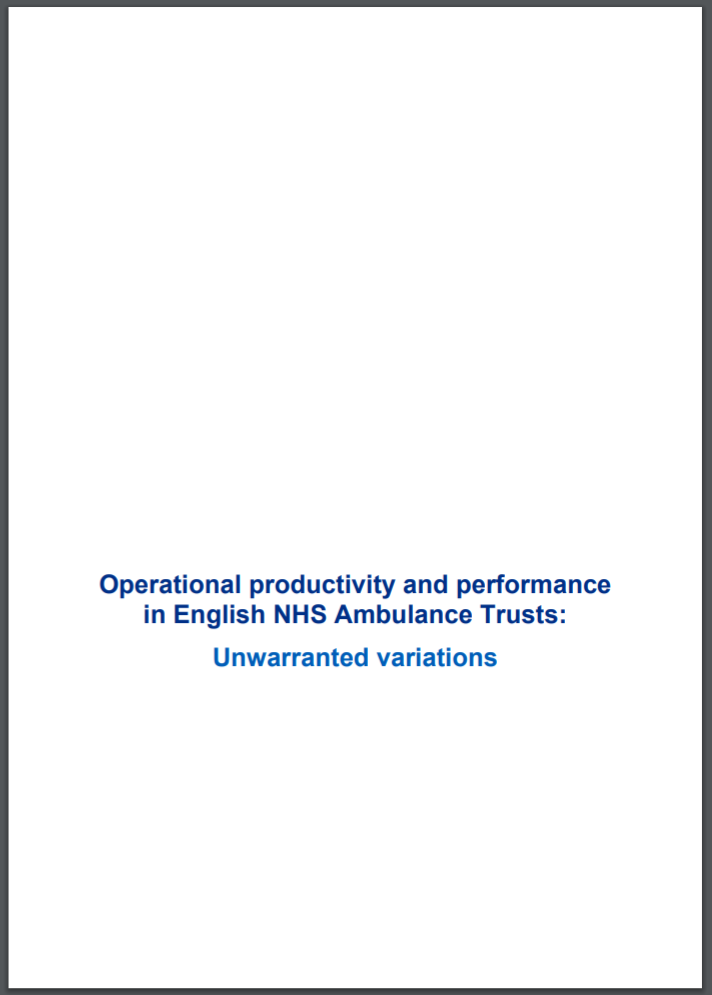 Operational productivity and performance
in English NHS Ambulance Trusts:
Unwarranted variations